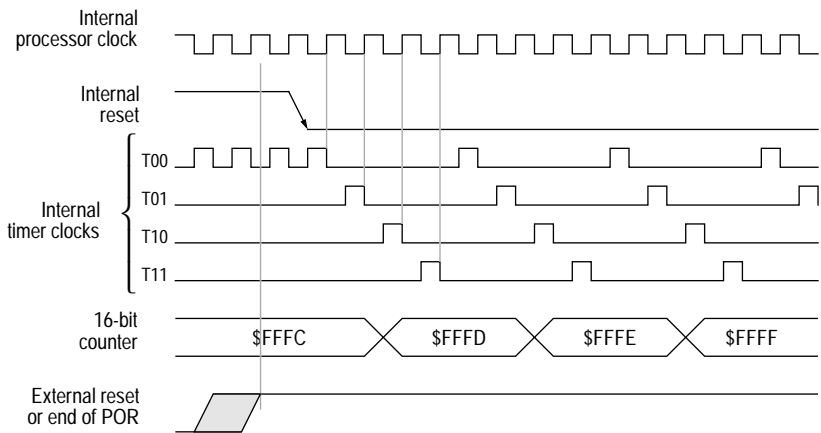 Internal
processor clock
Internal
reset
T00
T01
Internal
timer clocks
T10
T11
16-bit
counter
$FFFC
$FFFD
$FFFE
$FFFF
External reset
or end of POR